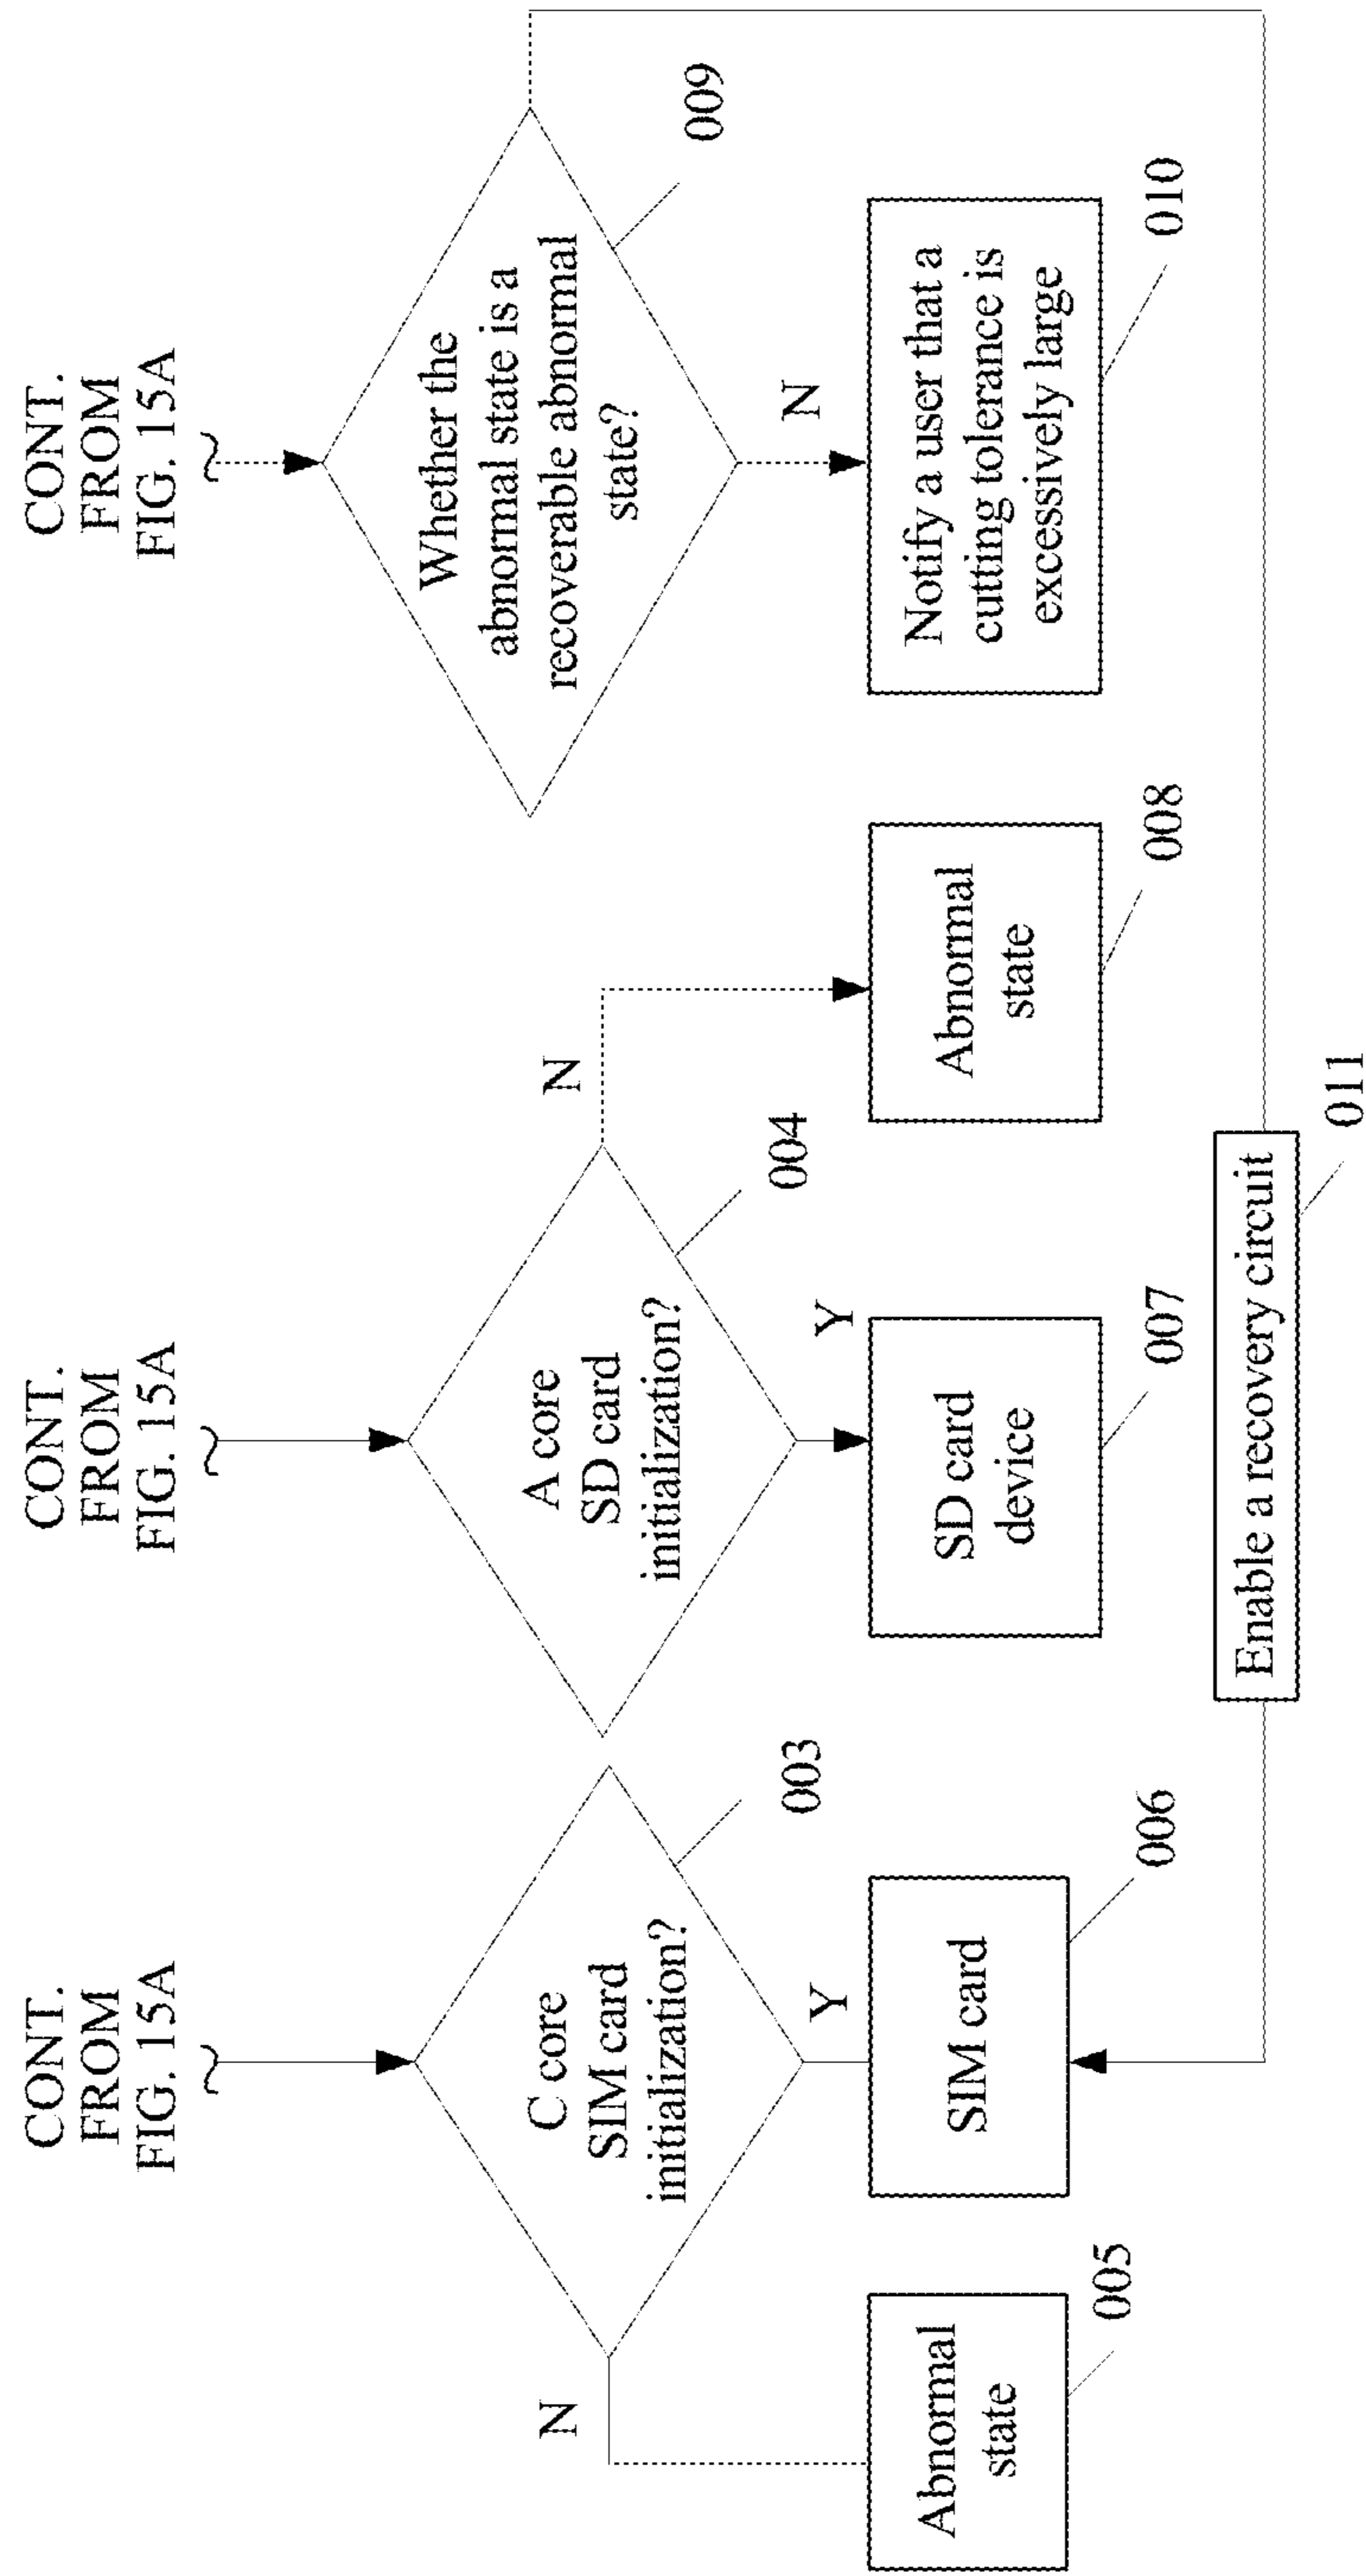 CONT.
FROM
FIG. 15A
C core
SIM card
initialization?
003
N
Y
Abnormal
state
005
SIM card
006
CONT.
FROM
FIG. 15A
A core
SD card
initialization?
004
N
Y
SD card
device
007
Abnormal
state
008
CONT.
FROM
FIG. 15A
Whether the
abnormal state is a
recoverable abnormal
state?
009
N
Notify a user that a
cutting tolerance is
excessively large
010
Enable a recovery circuit
011